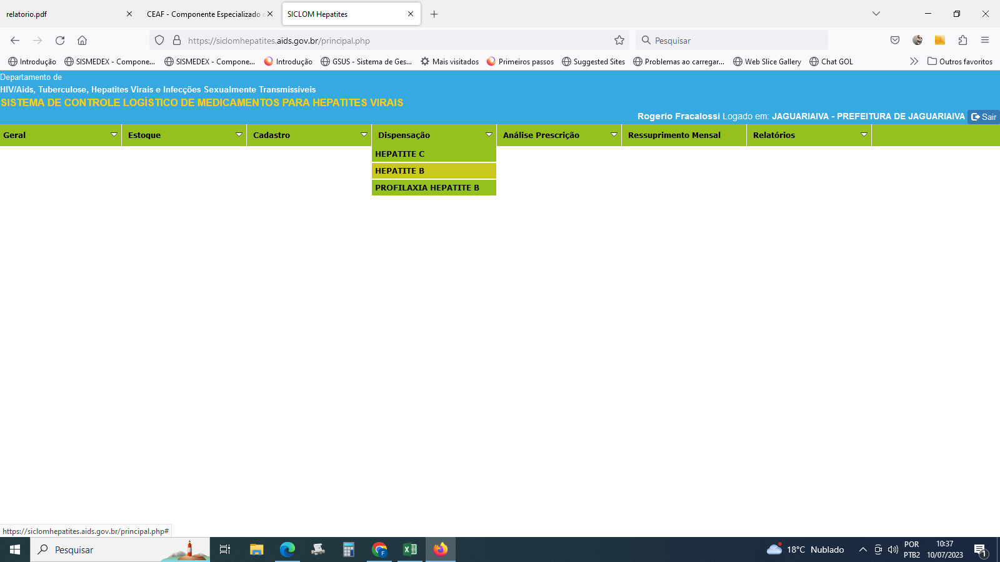 relatorio.pdf
CEAF - Componente Especializado
SICLOM Hepatites
https://siclomhepatites.aids.gov.br/principal.php
Pesquisar
Introdução
SISMEDEX - Compone...
SISMEDEX - Compone...
Introdução
GSUS - Sistema de Ges...
Mais visitados
Primeiros passos
Suggested Sites
Problemas ao carregar...
Web Slice Gallery
Chat GOL
Outros favoritos
Departamento de
HIV/Aids, Tuberculose, Hepatites Virais e Infecções Sexualmente Transmissíveis
SISTEMA DE CONTROLE LOGÍSTICO DE MEDICAMENTOS PARA HEPATITES VIRAIS
Rogerio Fracalossi Logado em: JAGUARIAIVA - PREFEITURA DE JAGUARIAIVA
Sair
Geral
Estoque
Cadastro
Dispensação
Análise Prescrição
Ressuprimento Mensal
Relatórios
HEPATITE C
HEPATITE B
PROFILAXIA HEPATITE B
https://siclomhepatites.aids.gov.br/principal.php#
Pesquisar
18°C Nublado
POR
PTB2
10:37
10/07/2023
1